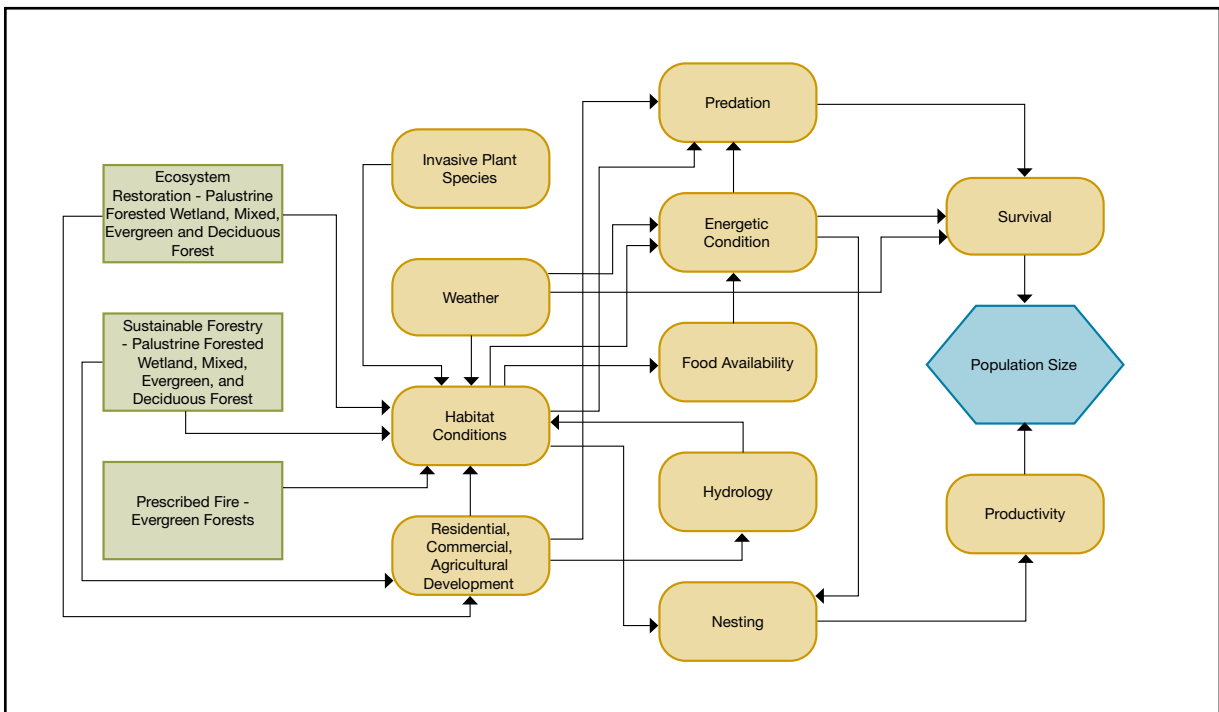 Ecosystem
Restoration - Palustrine
Forested Wetland, Mixed,
Evergreen and Deciduous
Forest
Sustainable Forestry
- Palustrine Forested
Wetland, Mixed,
Evergreen, and
Deciduous Forest
Prescribed Fire -
Evergreen Forests
Invasive Plant
Species
Weather
Habitat
Conditions
Residential,
Commercial,
Agricultural
Development
Predation
Energetic
Condition
Food Availability
Hydrology
Nesting
Survival
Population Size
Productivity